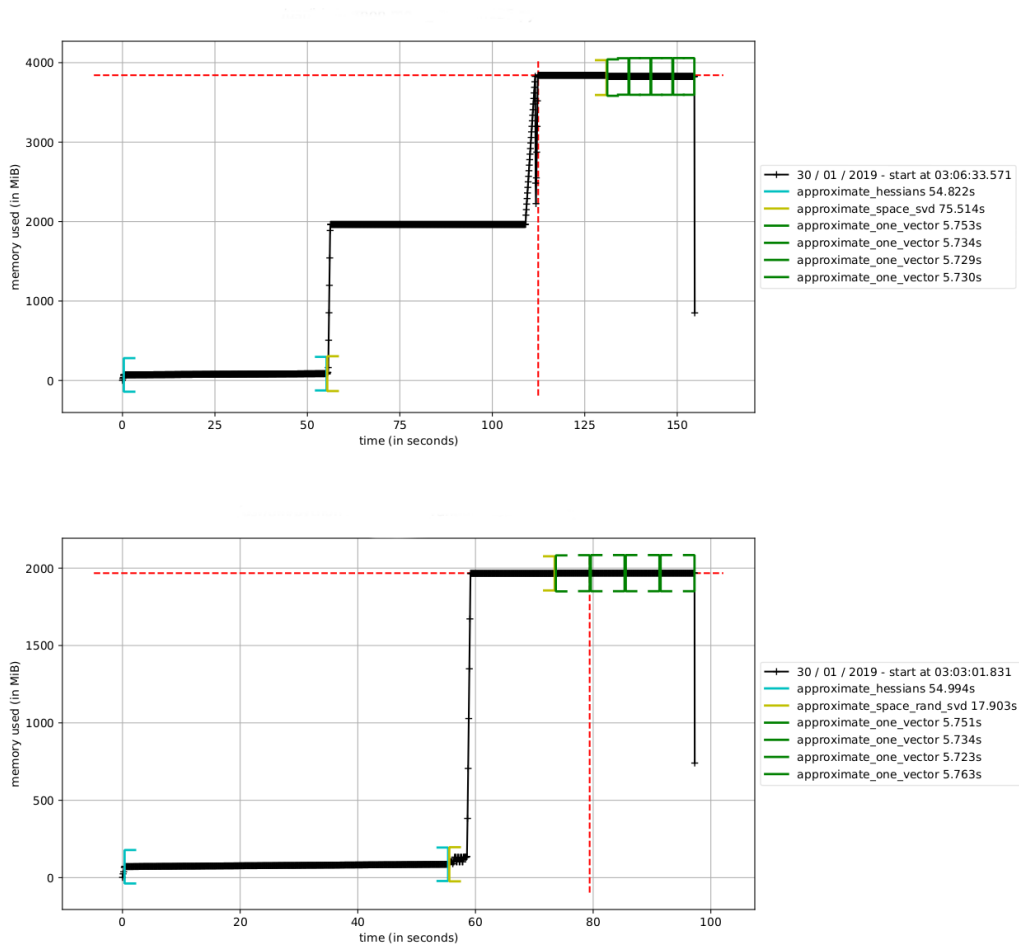 4000
3000
2000
1000
0
memory used (in MiB)
0 25 50 75 100 125 150
time (in seconds)
30 / 01 / 2019 - start at 03:06:33.571
approximate_hessians 54.822s
approximate_space_svd 75.514s
approximate_one_vector 5.753s
approximate_one_vector 5.734s
approximate_one_vector 5.729s
approximate_one_vector 5.730s
2000
1500
1000
500
0
memory used (in MiB)
0 20 40 60 80 100
time (in seconds)
30 / 01 / 2019 - start at 03:03:01.831
approximate_hessians 54.994s
approximate_space_rand_svd 17.903s
approximate_one_vector 5.751s
approximate_one_vector 5.734s
approximate_one_vector 5.723s
approximate_one_vector 5.763s